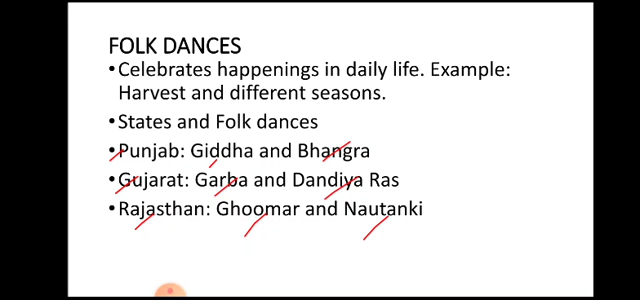 FOLK DANCES
•Celebrates happenings in daily life. Example:
Harvest and different seasons.
•States and Folk dances
•Punjab: Giddha and Bhangra
•Gujarat: Garba and Dandiya Ras
•Rajasthan: Ghoomar and Nautanki